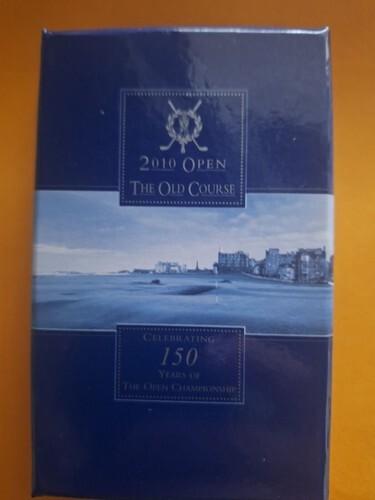 2010 OPEN
THE OLD COURSE
CELEBRATING
150
YEARS OF
THE OPEN CHAMPIONSHIP